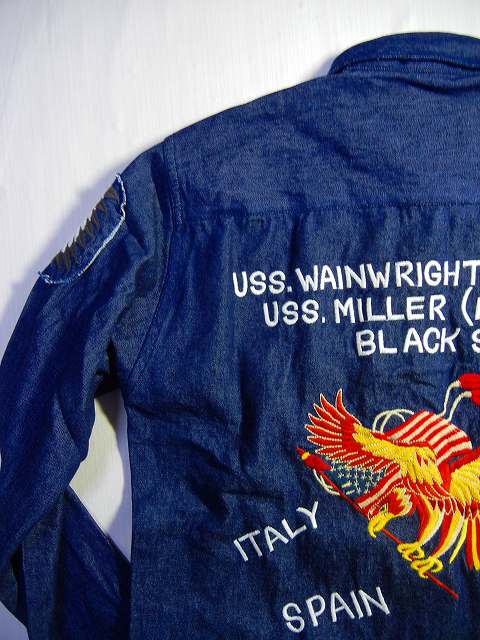 USS. WAINWRIGHT
USS. MILLER (
BLACK S
ITALY
SPAIN